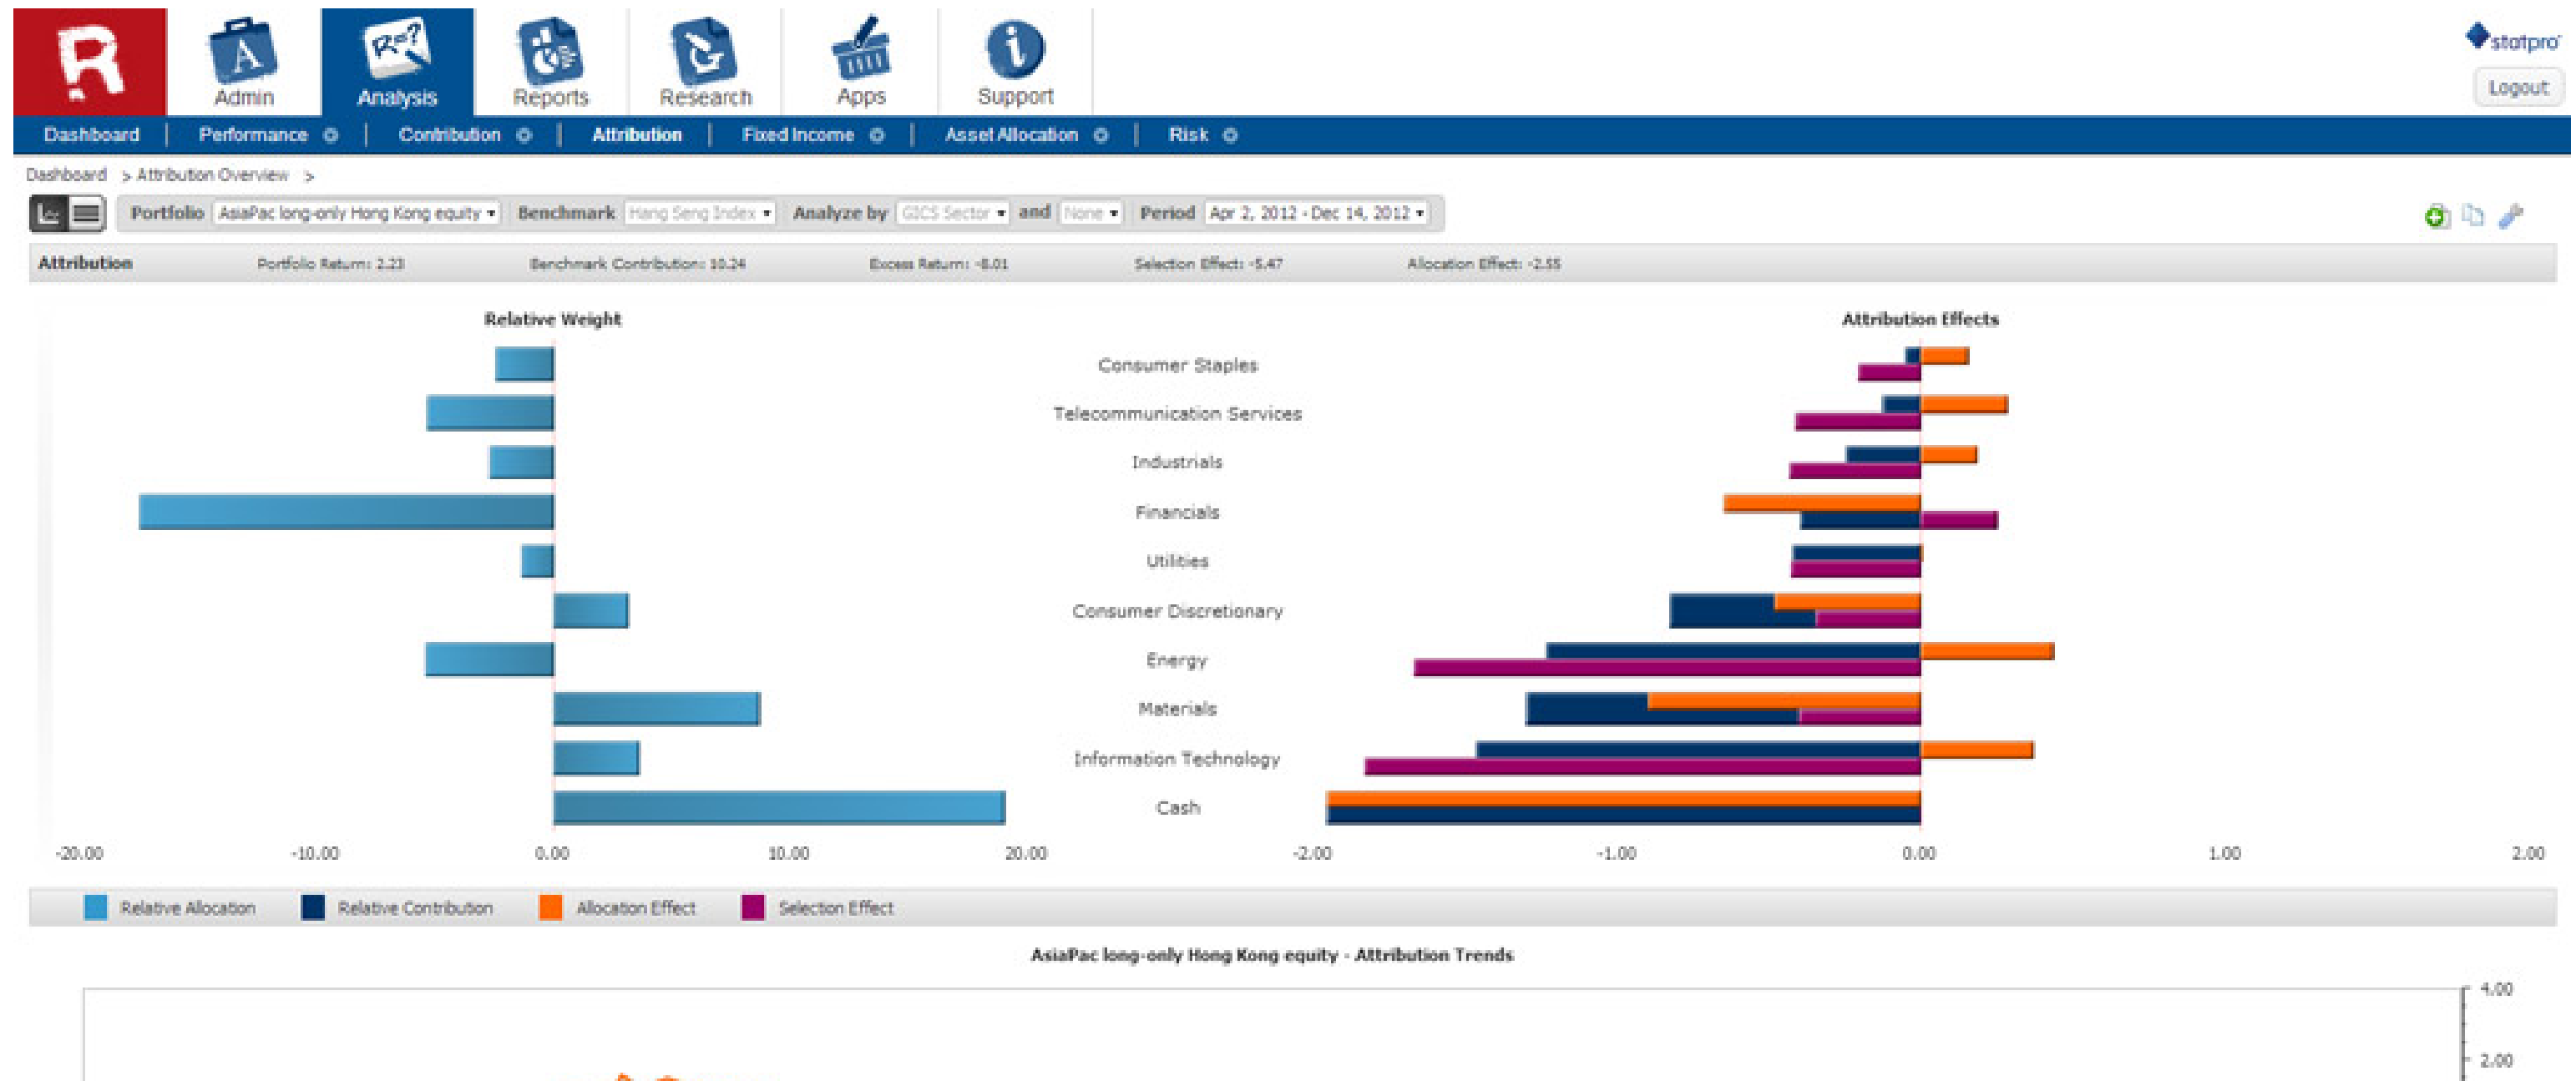 R
A
R=?
i
statpro
Admin
Analysis
Reports
Research
Apps
Support
Logout
Dashboard Performance Contribution Attribution Fixed Income Asset Allocation Risk
Dashboard > Attribution Overview >
Portfolio AsiaPac long-only Hong Kong equity Benchmark Hang Seng Index Analyze by GICS Sector and None Period Apr 2, 2012 - Dec 14, 2012
Attribution Portfolio Return: 2.23 Benchmark Contribution: 10.24 Excess Return: -8.01 Selection Effect: -5.47 Allocation Effect: -2.55
Relative Weight
Attribution Effects
Consumer Staples
Telecommunication Services
Industrials
Financials
Utilities
Consumer Discretionary
Energy
Materials
Information Technology
Cash
-20.00 -10.00 0.00 10.00 20.00
-2.00 -1.00 0.00 1.00 2.00
Relative Allocation Relative Contribution Allocation Effect Selection Effect
AsiaPac long-only Hong Kong equity - Attribution Trends
4.00
2.00